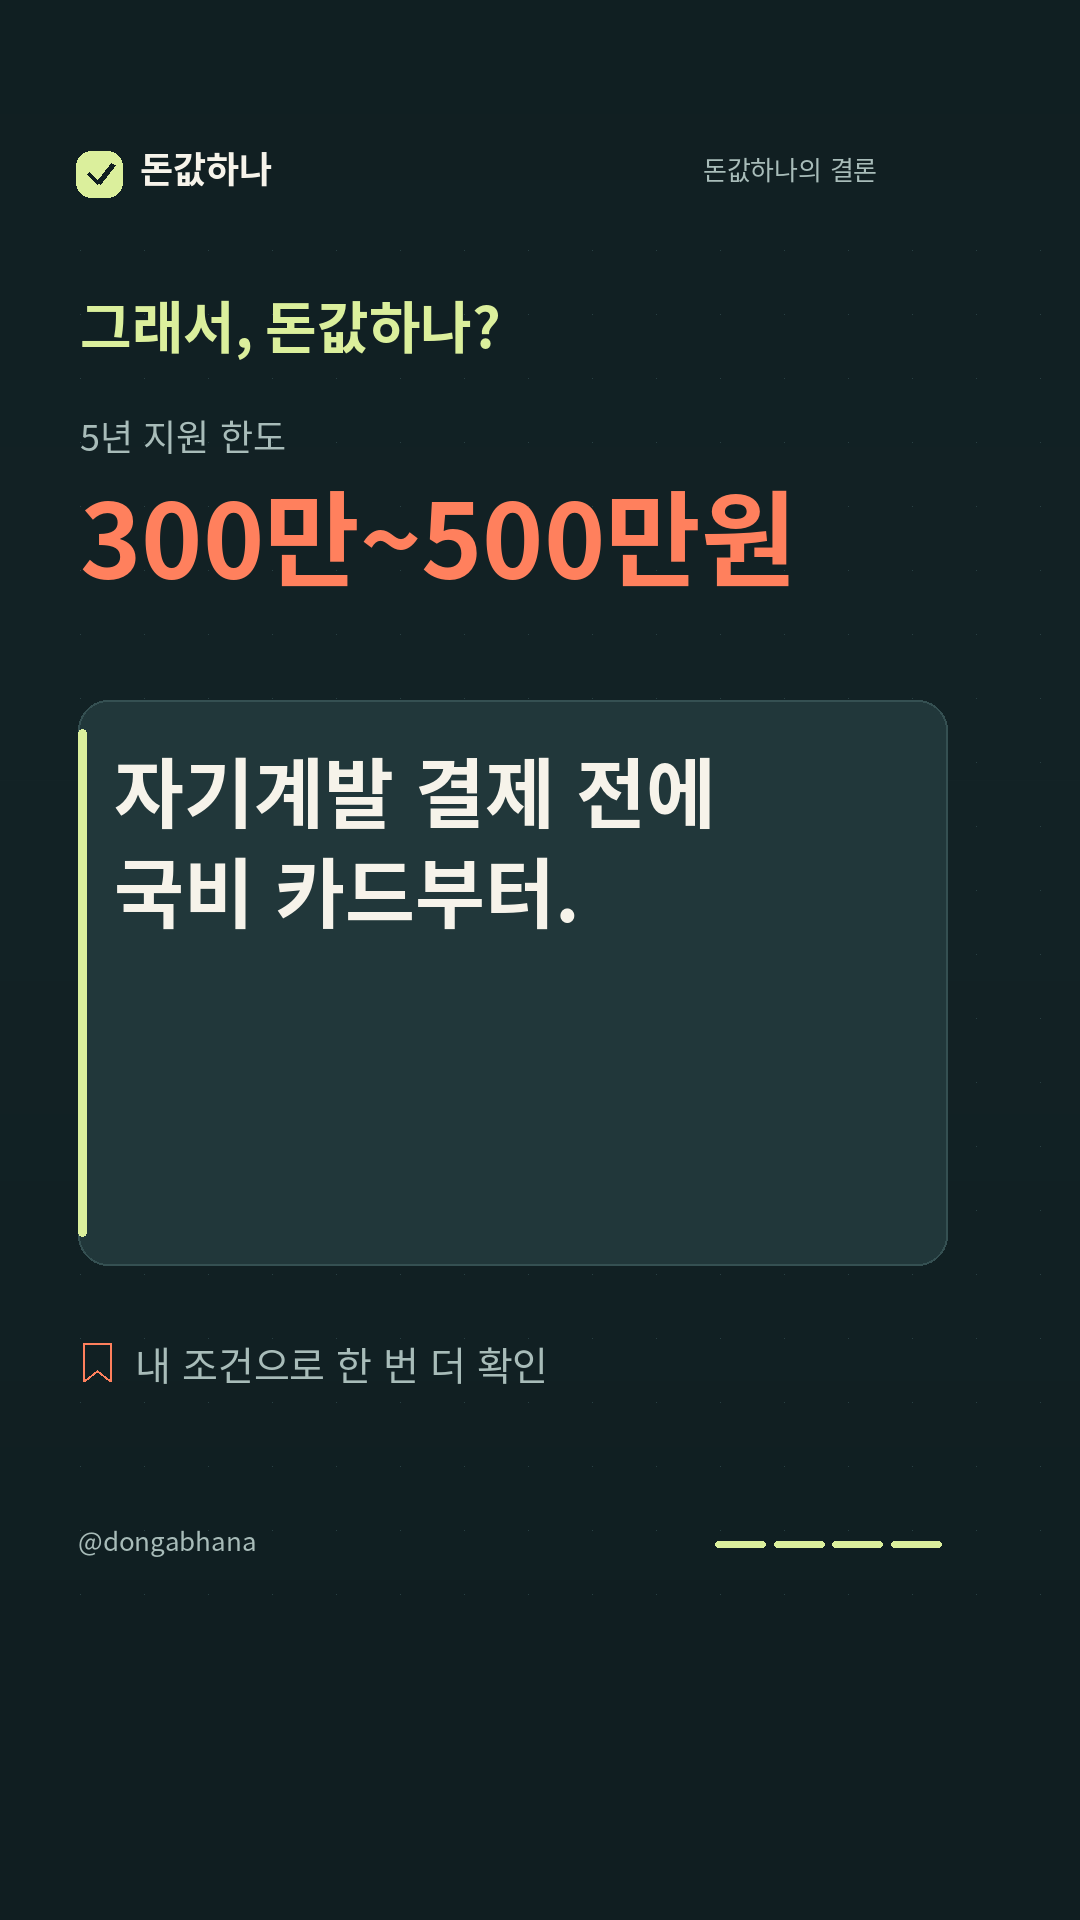 돈값하나
돈값하나의 결론
그래서, 돈값하나?
5년 지원 한도
300만~500만원
자기계발 결제 전에
국비 카드부터.
내 조건으로 한 번 더 확인
@dongabhana